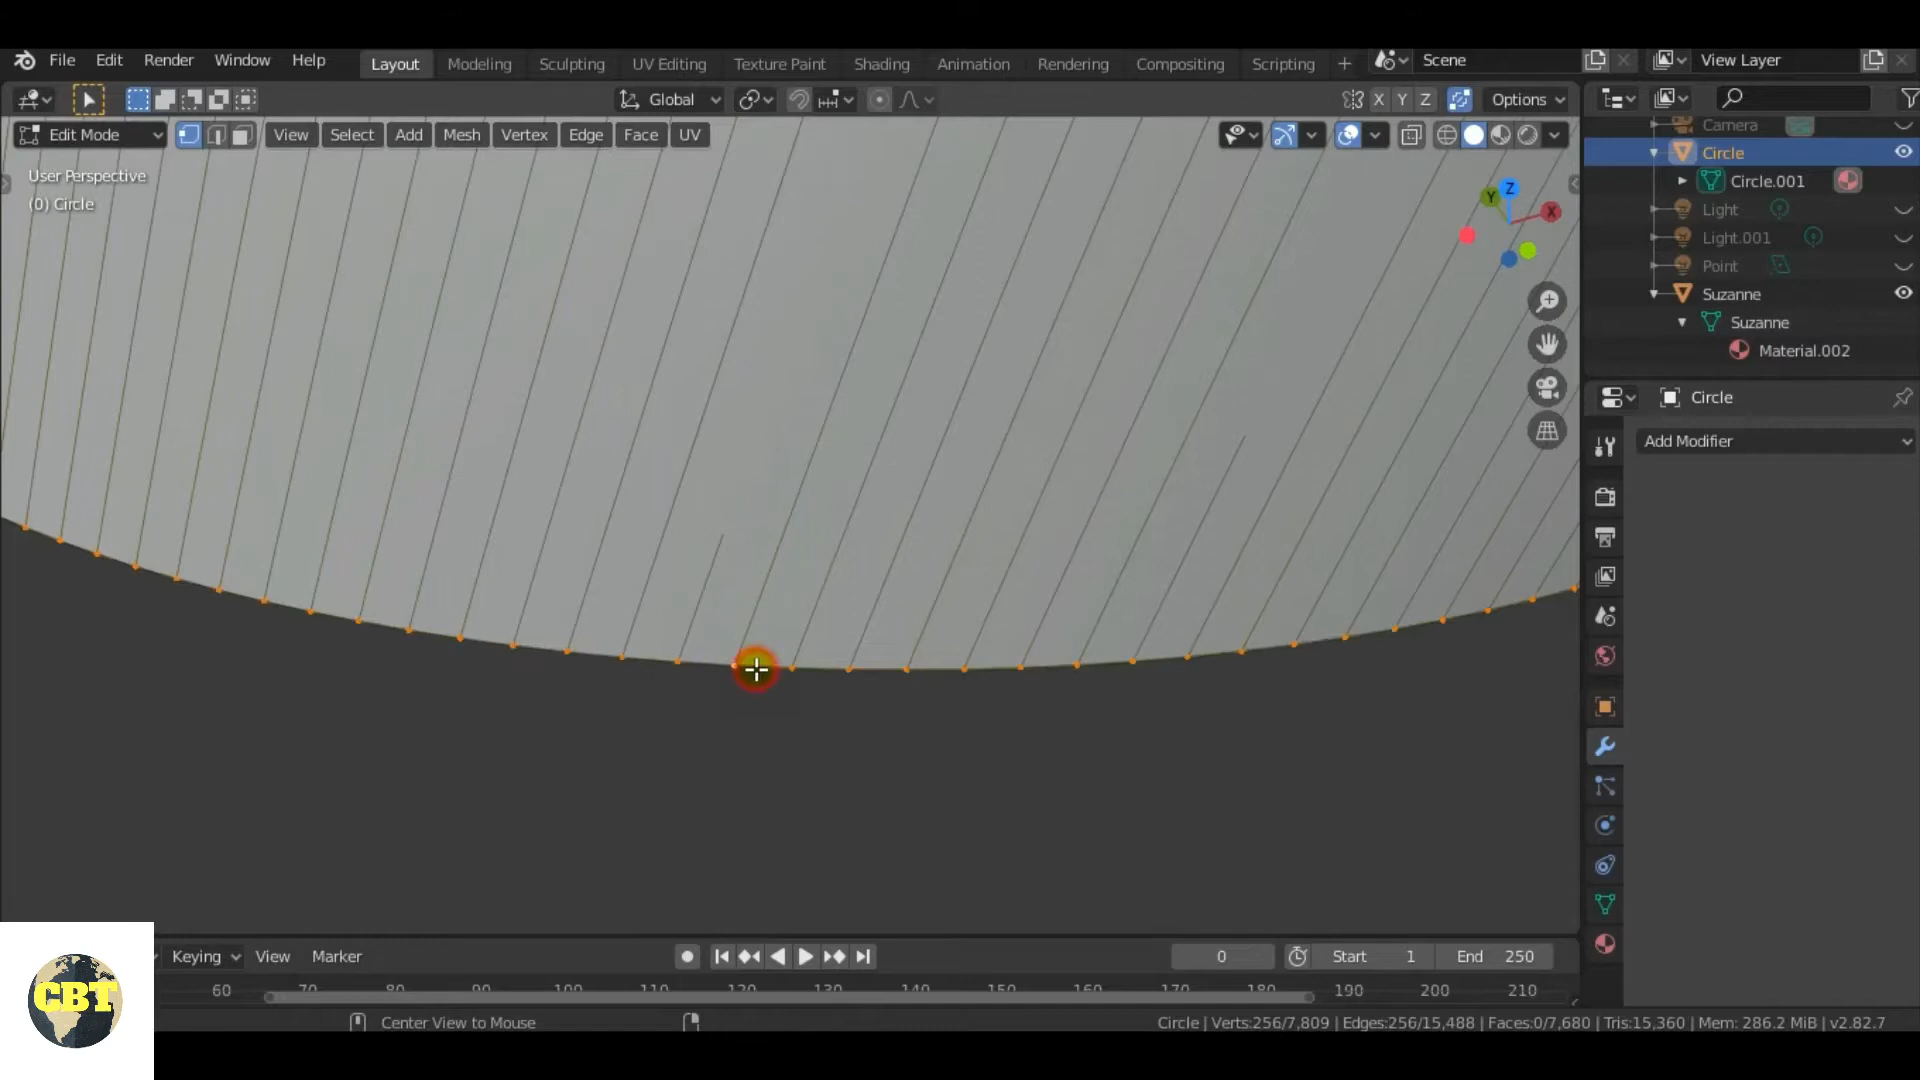 File Edit Render Window Help Layout Modeling Sculpting UV Editing Texture Paint Shading Animation Rendering Compositing Scripting + Scene View Layer
Global X Y Z Options
Edit Mode View Select Add Mesh Vertex Edge Face UV
User Perspective
(0) Circle
Z
Y
X
Camera
Circle
Circle.001
Light
Light.001
Point
Suzanne
Suzanne
Material.002
Circle
Add Modifier
Keying View Marker 0 Start 1 End 250
60 70 80 90 100 110 120 130 140 150 160 170 180 190 200 210
Center View to Mouse
Circle | Verts:256/7,809 | Edges:256/15,488 | Faces:0/7,680 | Tris:15,360 | Mem: 286.2 MiB | v2.82.7
CBT